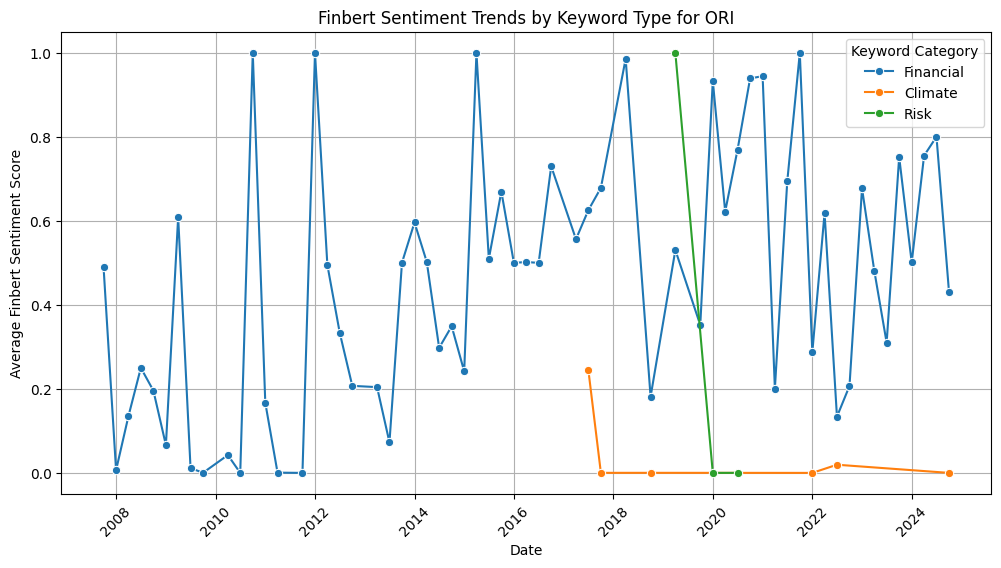 Finbert Sentiment Trends by Keyword Type for ORI
Average Finbert Sentiment Score
1.0
0.8
0.6
0.4
0.2
0.0
Keyword Category
Financial
Climate
Risk
2008
2010
2012
2014
2016
2018
2020
2022
2024
Date